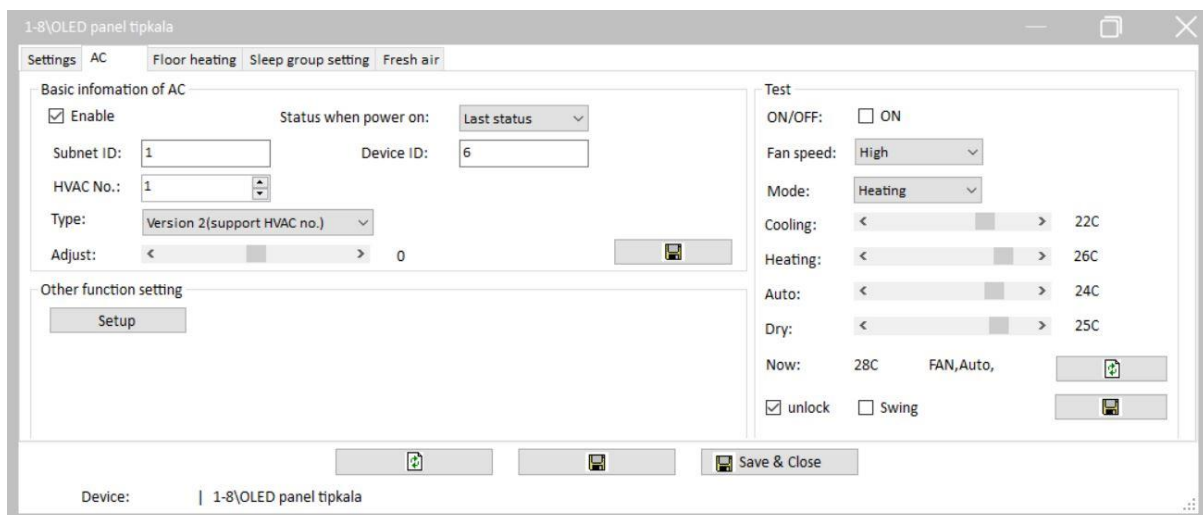 1-8\OLED panel tipkala
Settings AC Floor heating Sleep group setting Fresh air
Basic infomation of AC
Enable Status when power on: Last status
Subnet ID: 1 Device ID: 6
HVAC No.: 1
Type: Version 2(support HVAC no.)
Adjust: < > 0
Other function setting
Setup
Test
ON/OFF: ON
Fan speed: High
Mode: Heating
Cooling: < > 22C
Heating: < > 26C
Auto: < > 24C
Dry: < > 25C
Now: 28C FAN,Auto,
unlock Swing
Save & Close
Device: | 1-8\OLED panel tipkala